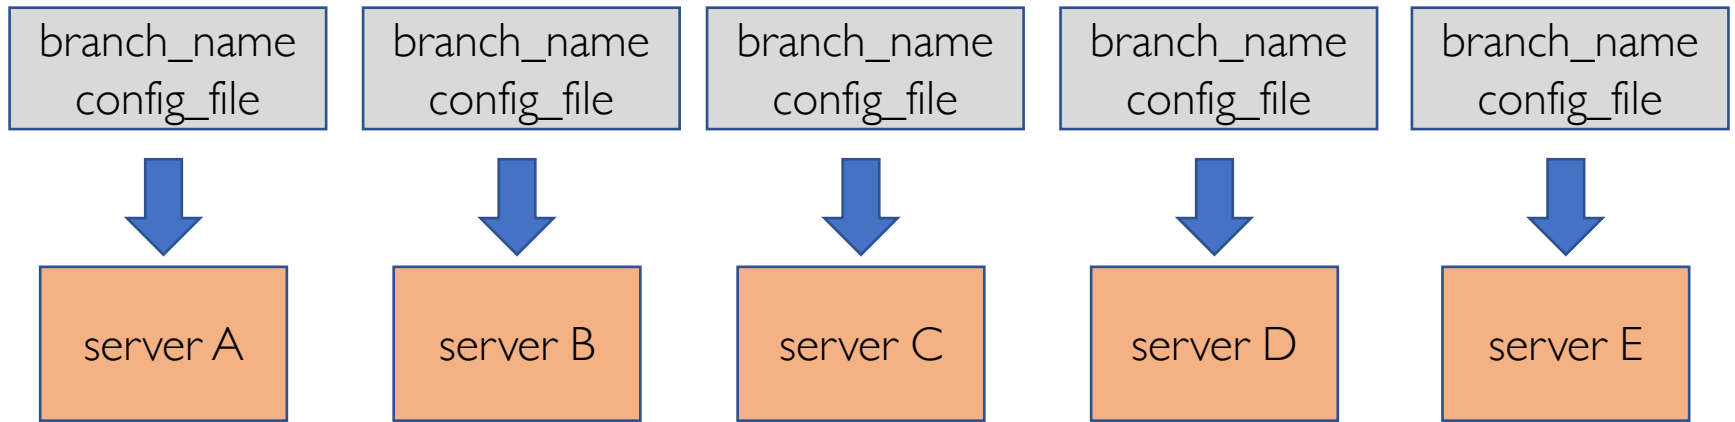 branch_name
config_file
branch_name
config_file
branch_name
config_file
branch_name
config_file
branch_name
config_file
server A
server B
server C
server D
server E